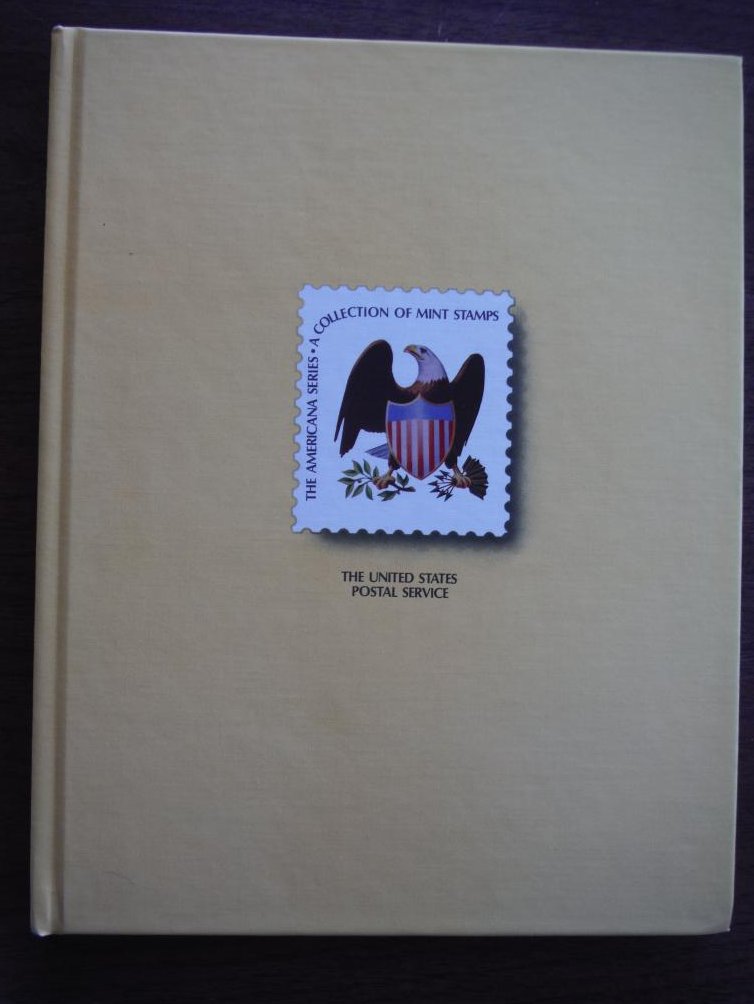 THE AMERICANA SERIES • A COLLECTION OF MINT STAMPS
THE UNITED STATES
POSTAL SERVICE